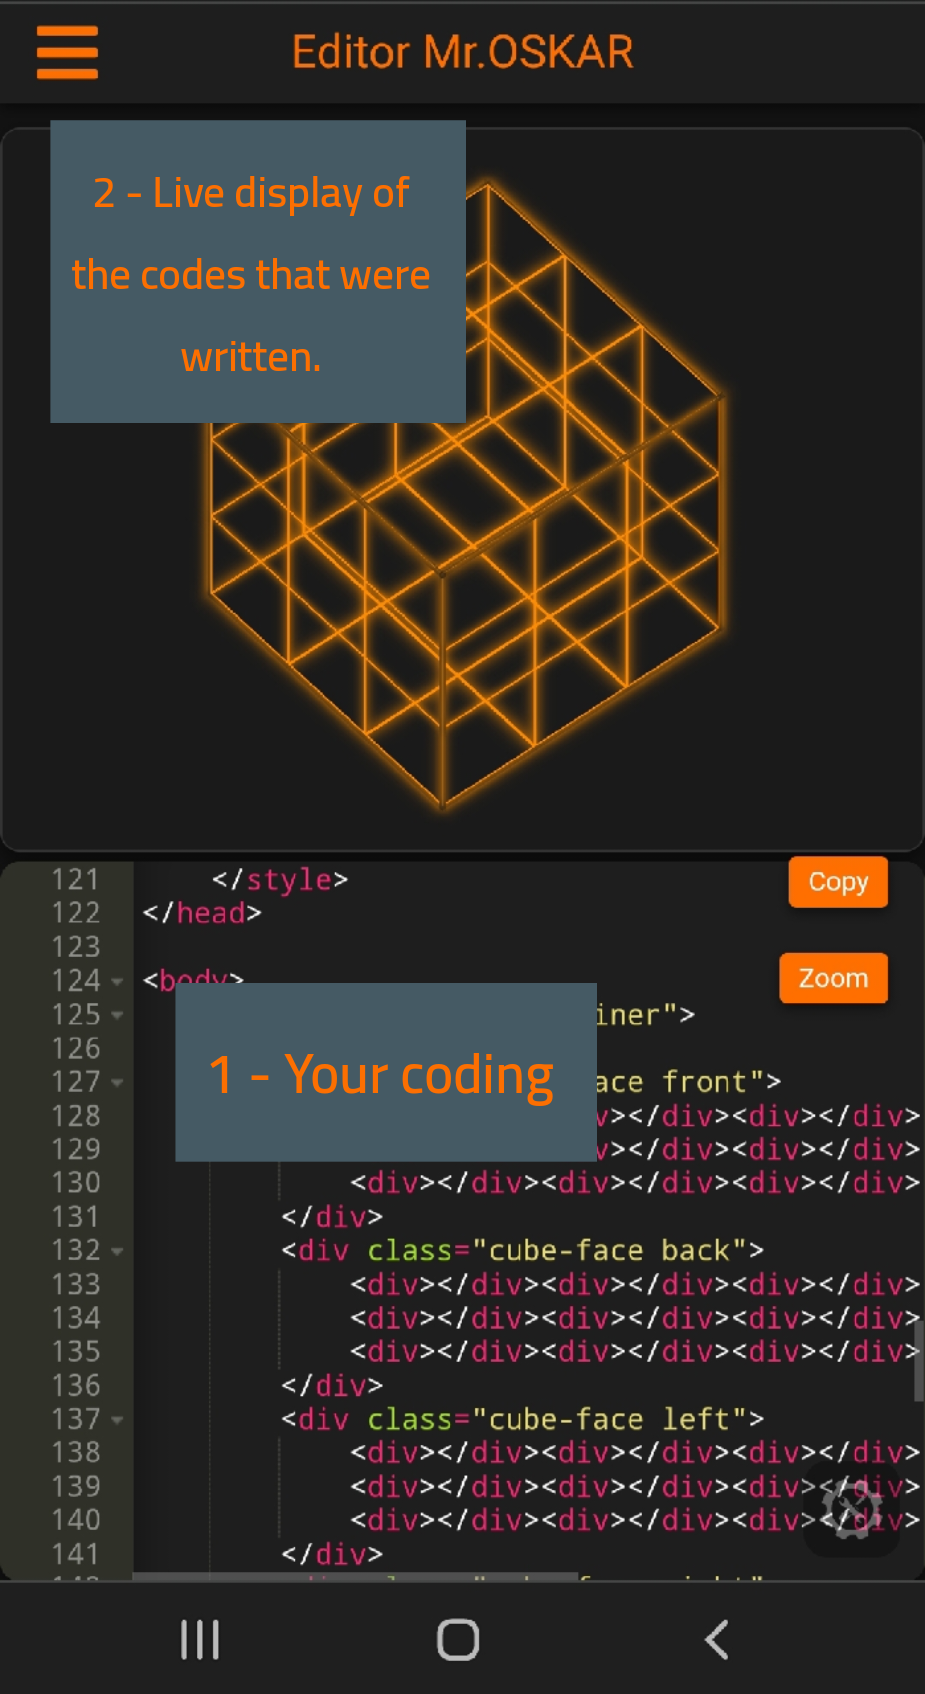 Editor Mr.OSKAR
2 - Live display of
the codes that were
written.
Copy
Zoom
121 </style>
122 </head>
123
124 <body>
125 iner">
126
1 - Your coding
127 ace front">
128 v></div><div></div>
129 v></div><div></div>
130 <div></div><div></div><div></div>
131 </div>
132 <div class="cube-face back">
133 <div></div><div></div><div></div>
134 <div></div><div></div><div></div>
135 <div></div><div></div><div></div>
136 </div>
137 <div class="cube-face left">
138 <div></div><div></div><div></div>
139 <div></div><div></div><div></div>
140 <div></div><div></div><div></div>
141 </div>